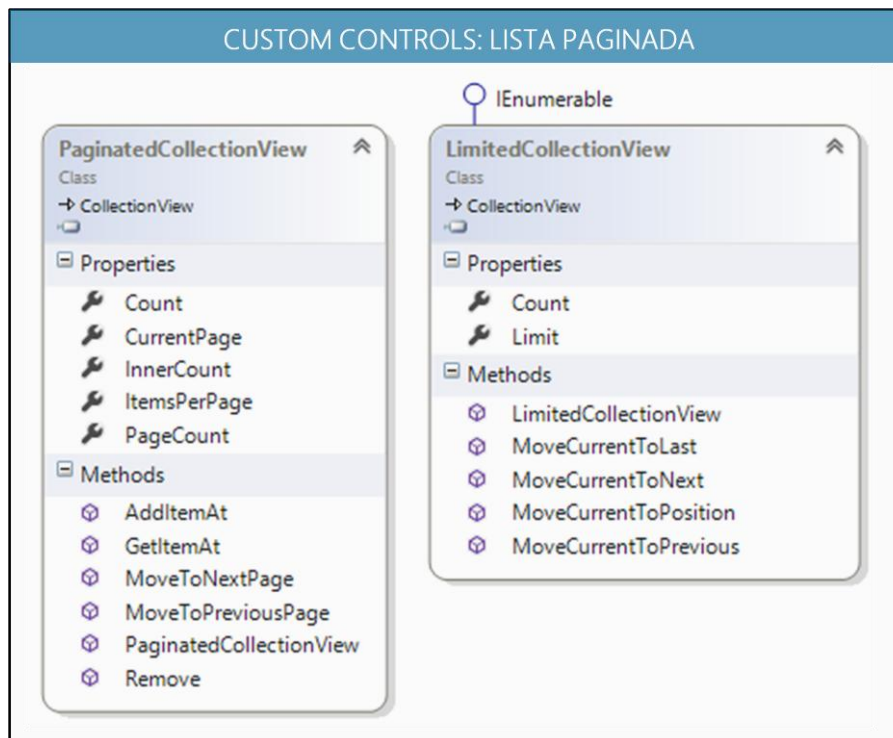 CUSTOM CONTROLS: LISTA PAGINADA
PaginatedCollectionView
Class
CollectionView
Properties
Count
CurrentPage
InnerCount
ItemsPerPage
PageCount
Methods
AddItemAt
GetItemAt
MoveToNextPage
MoveToPreviousPage
PaginatedCollectionView
Remove
IEnumerable
LimitedCollectionView
Class
CollectionView
Properties
Count
Limit
Methods
LimitedCollectionView
MoveCurrentToLast
MoveCurrentToNext
MoveCurrentToPosition
MoveCurrentToPrevious